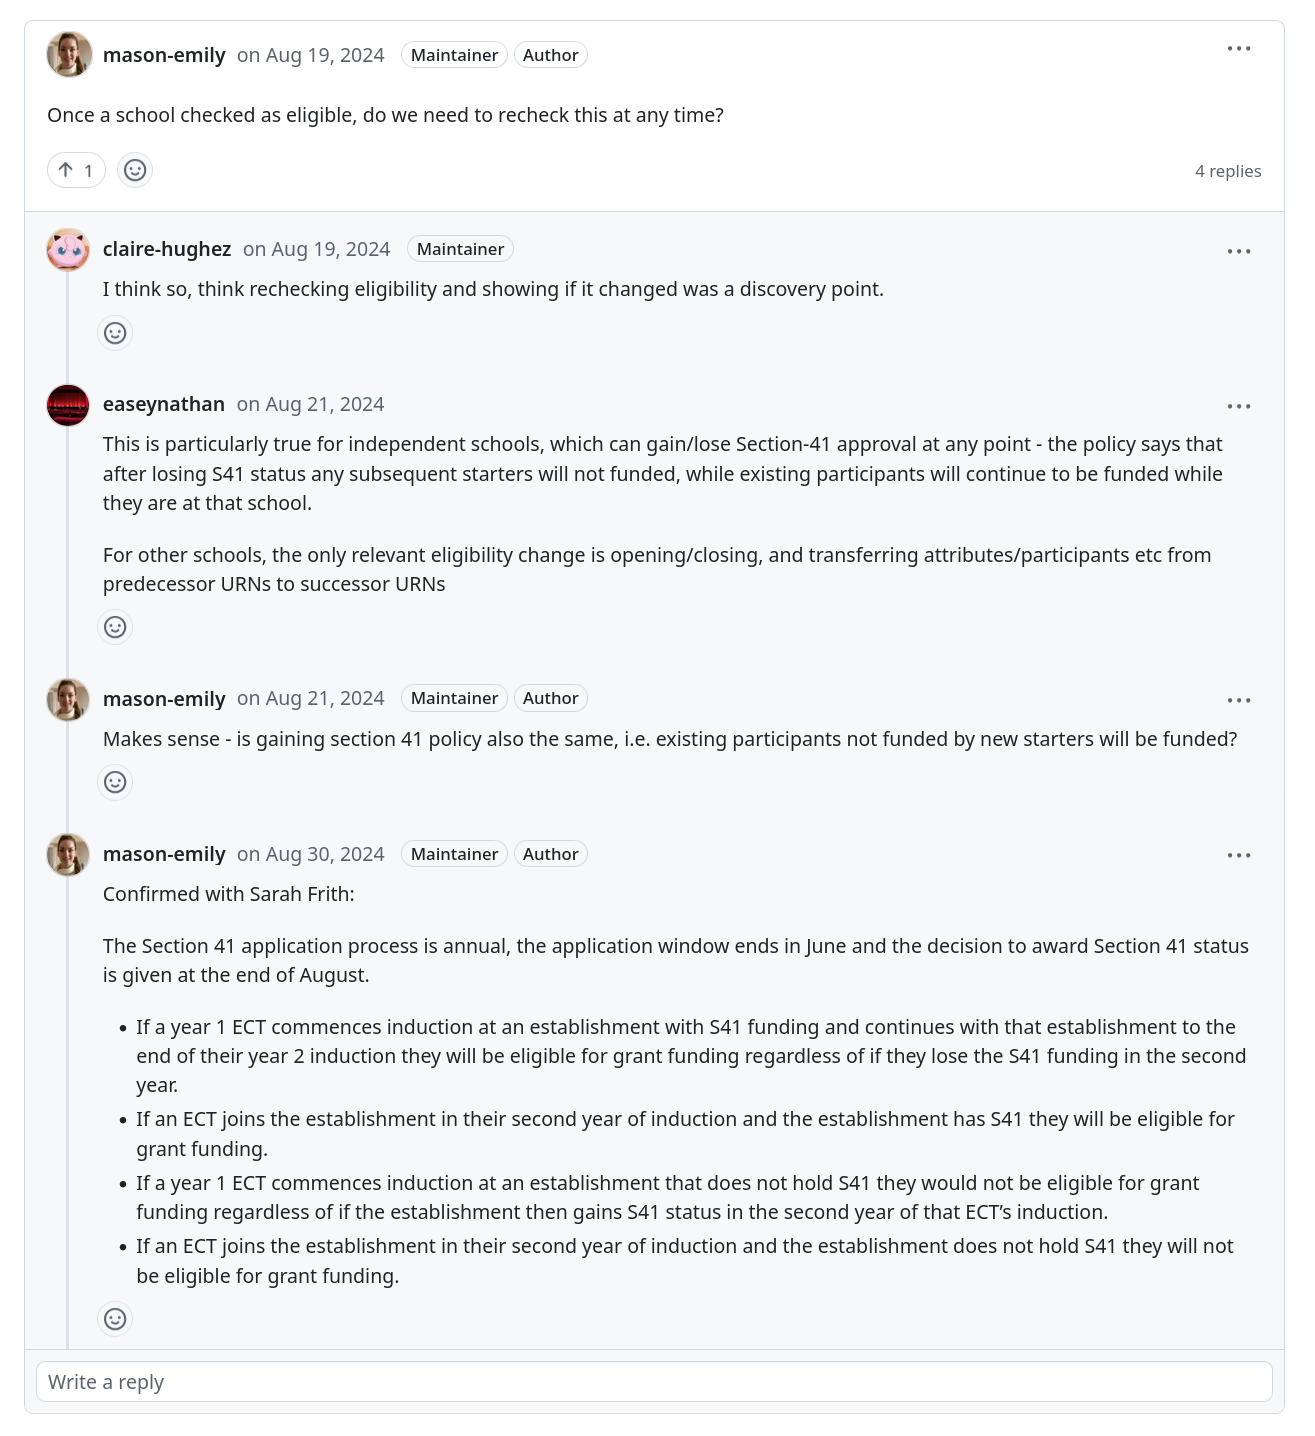 mason-emily on Aug 19, 2024 Maintainer Author
Once a school checked as eligible, do we need to recheck this at any time?
1
4 replies
claire-hughez on Aug 19, 2024 Maintainer
I think so, think rechecking eligibility and showing if it changed was a discovery point.
easeynathan on Aug 21, 2024
This is particularly true for independent schools, which can gain/lose Section-41 approval at any point - the policy says that
after losing S41 status any subsequent starters will not funded, while existing participants will continue to be funded while
they are at that school.
For other schools, the only relevant eligibility change is opening/closing, and transferring attributes/participants etc from
predecessor URNs to successor URNs
mason-emily on Aug 21, 2024 Maintainer Author
Makes sense - is gaining section 41 policy also the same, i.e. existing participants not funded by new starters will be funded?
mason-emily on Aug 30, 2024 Maintainer Author
Confirmed with Sarah Frith:
The Section 41 application process is annual, the application window ends in June and the decision to award Section 41 status
is given at the end of August.
• If a year 1 ECT commences induction at an establishment with S41 funding and continues with that establishment to the
end of their year 2 induction they will be eligible for grant funding regardless of if they lose the S41 funding in the second
year.
• If an ECT joins the establishment in their second year of induction and the establishment has S41 they will be eligible for
grant funding.
• If a year 1 ECT commences induction at an establishment that does not hold S41 they would not be eligible for grant
funding regardless of if the establishment then gains S41 status in the second year of that ECT’s induction.
• If an ECT joins the establishment in their second year of induction and the establishment does not hold S41 they will not
be eligible for grant funding.
Write a reply